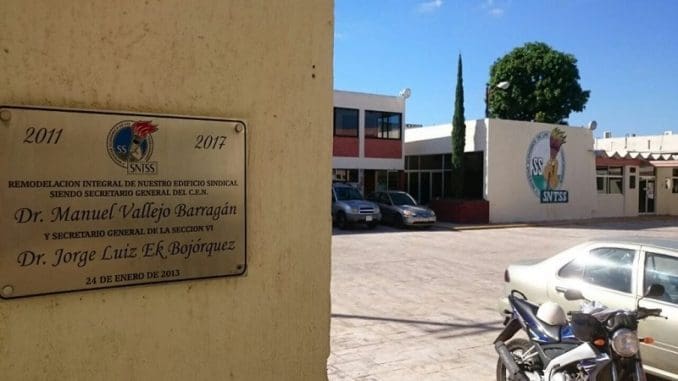 2011 2017
SNTSS
REMODELACION INTEGRAL DE NUESTRO EDIFICIO SINDICAL
SIENDO SECRETARIO GENERAL DEL C.E.N.
Dr. Manuel Vallejo Barragán
Y SECRETARIO GENERAL DE LA SECCION VI
Dr. Jorge Luiz Ek Bojórquez
24 DE ENERO DE 2013
SS
SNTSS